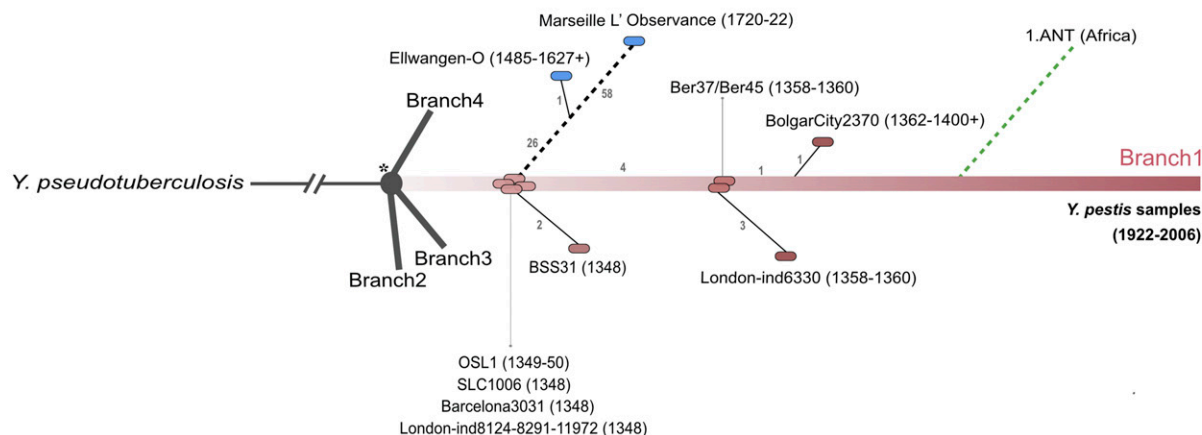 Marseille L' Observance (1720-22)
1.ANT (Africa)
Ellwangen-O (1485-1627+)
Ber37/Ber45 (1358-1360)
1
58
Branch4
BolgarCity2370 (1362-1400+)
26
*
4
1
1
Branch1
Y. pseudotuberculosis
Y. pestis samples
(1922-2006)
2
3
Branch3
BSS31 (1348)
Branch2
London-ind6330 (1358-1360)
OSL1 (1349-50)
SLC1006 (1348)
Barcelona3031 (1348)
London-ind8124-8291-11972 (1348)